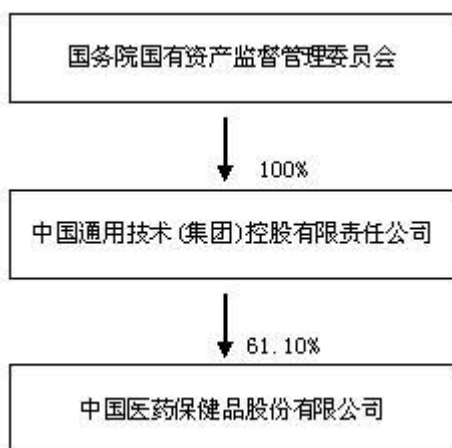 国务院国有资产监督管理委员会
100%
中国通用技术(集团)控股有限责任公司
61.10%
中国医药保健品股份有限公司